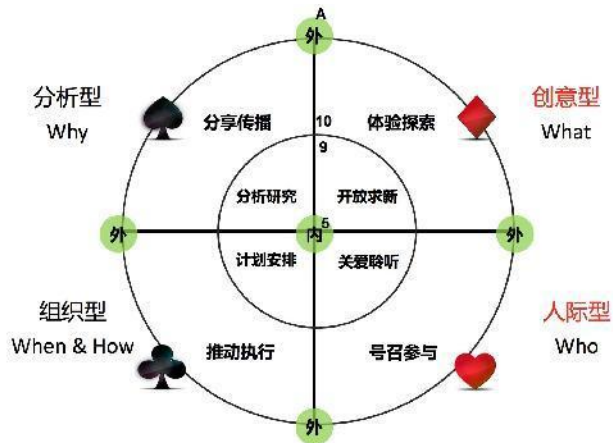 A
外
分析型
Why
分享传播
10
体验探索
创意型
What
9
分析研究
开放求新
外
内
5
外
计划安排
关爱聆听
组织型
When & How
推动执行
号召参与
人际型
Who
外